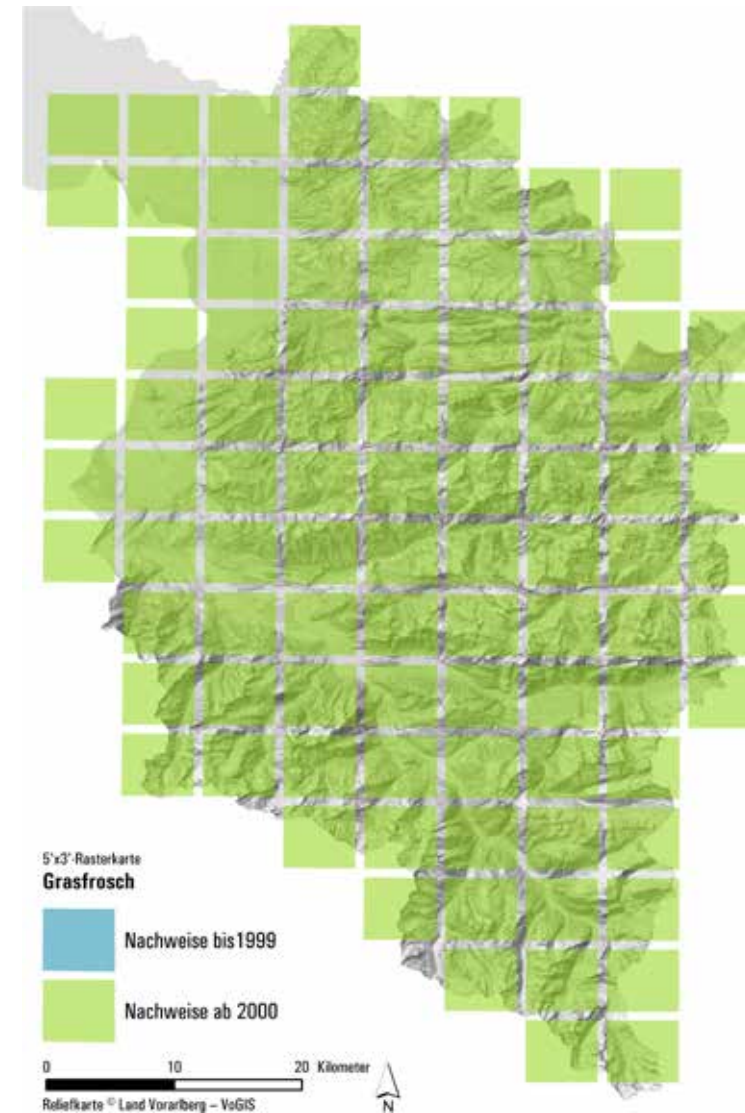 5'x3'-Rasterkarte
Grasfrosch
Nachweise bis1999
Nachweise ab 2000
0 10 20 Kilometer
Reliefkarte © Land Vorarlberg – VoGIS
N